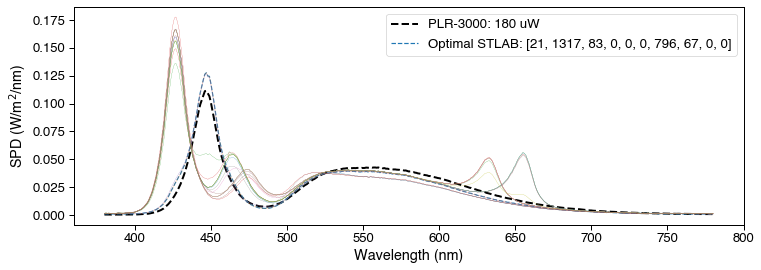 PLR-3000: 180 uW
Optimal STLAB: [21, 1317, 83, 0, 0, 0, 796, 67, 0, 0]
SPD (W/m²/nm)
0.175
0.150
0.125
0.100
0.075
0.050
0.025
0.000
400 450 500 550 600 650 700 750 800
Wavelength (nm)